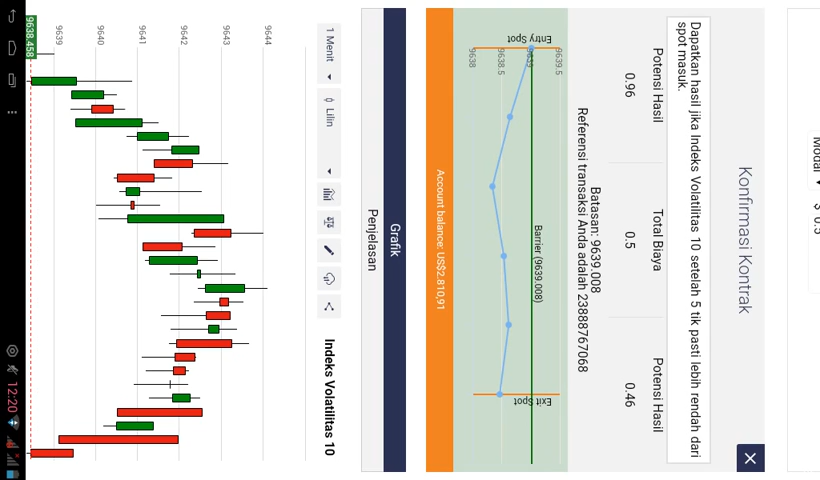 Modal
$ 0.5
Konfirmasi Kontrak
Dapatkan hasil jika Indeks Volatilitas 10 setelah 5 tik pasti lebih rendah dari
spot masuk.
Potensi Hasil Total Biaya Potensi Hasil
0.96 0.5 0.46
Batasan: 9639.008
Referensi transaksi Anda adalah 23888767068
9639.5
9639
9638.5
9638
Entry Spot
Barrier (9639.008)
Exit Spot
Account balance: US$2.810,91
Grafik
Penjelasan
1 Menit
Lilin
Indeks Volatilitas 10
9644
9643
9642
9641
9640
9639
9638.458
12:20